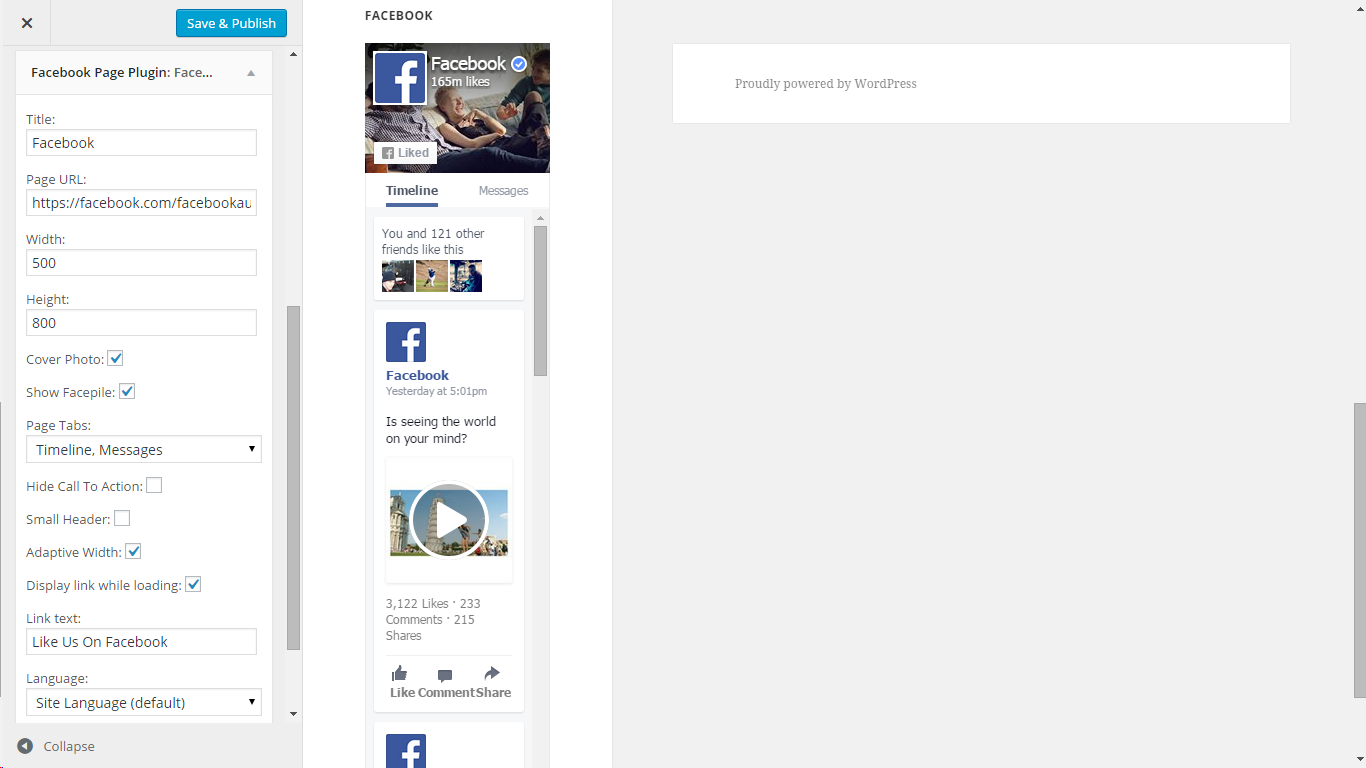 Save & Publish
Facebook Page Plugin: Face...
Title:
Facebook
Page URL:
https://facebook.com/facebookau
Width:
500
Height:
800
Cover Photo:
Show Facepile:
Page Tabs:
Timeline, Messages
Hide Call To Action:
Small Header:
Adaptive Width:
Display link while loading:
Link text:
Like Us On Facebook
Language:
Site Language (default)
Collapse
FACEBOOK
Facebook
165m likes
Liked
Timeline Messages
You and 121 other
friends like this
Facebook
Yesterday at 5:01pm
Is seeing the world
on your mind?
3,122 Likes · 233
Comments · 215
Shares
Like Comment Share
Proudly powered by WordPress